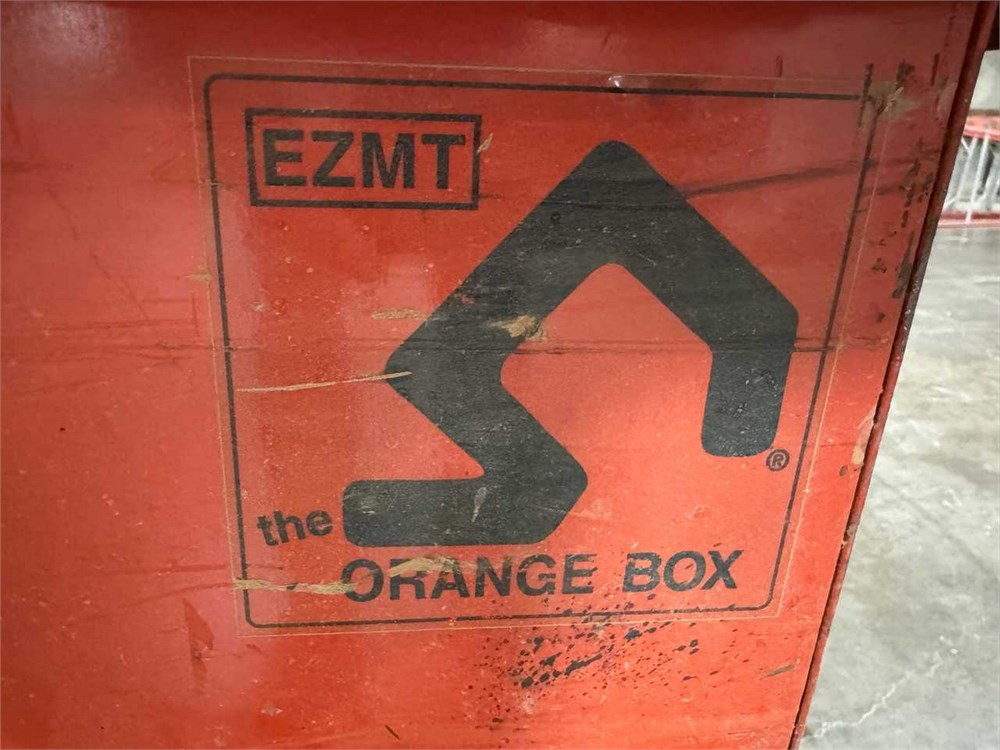 EZMT
®
the
ORANGE BOX